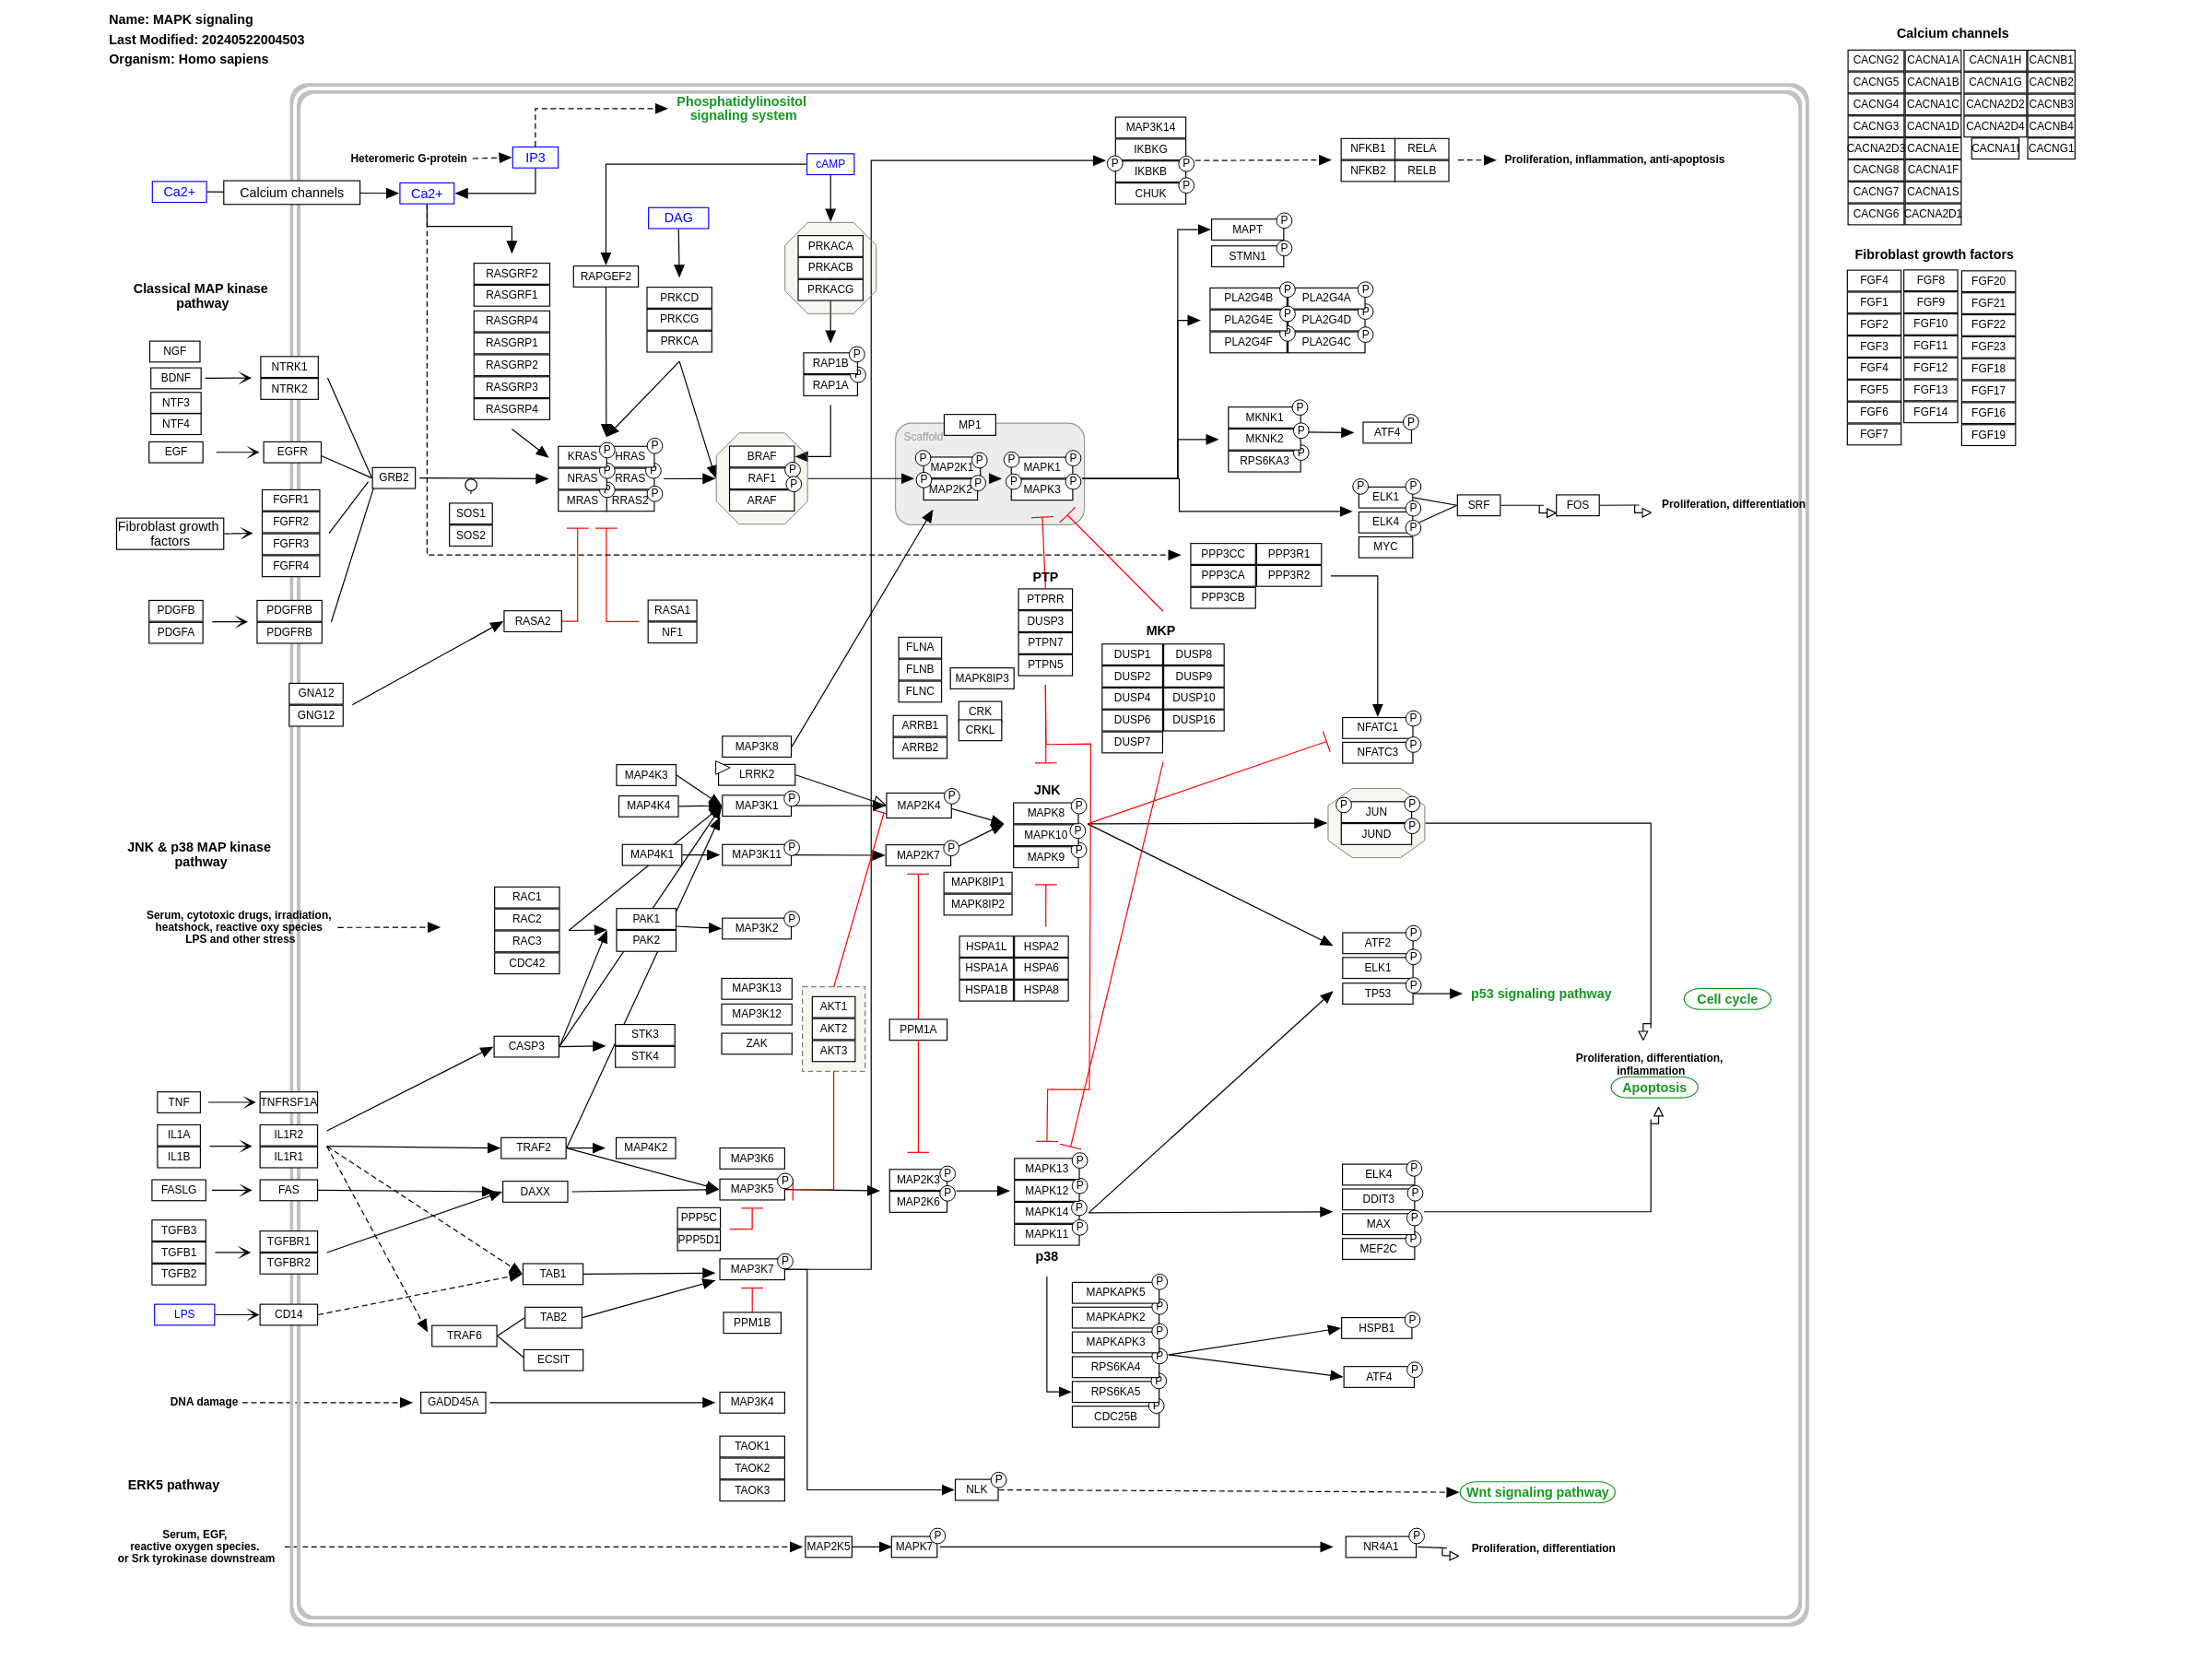 Name: MAPK signaling
Last Modified: 20240522004503
Organism: Homo sapiens
Calcium channels
CACNG2 CACNA1A CACNA1H CACNB1
CACNG5 CACNA1B CACNA1G CACNB2
CACNG4 CACNA1C CACNA2D2 CACNB3
CACNG3 CACNA1D CACNA2D4 CACNB4
CACNA2D3 CACNA1E CACNA1I CACNG1
CACNG8 CACNA1F
CACNG7 CACNA1S
CACNG6 CACNA2D1
Fibroblast growth factors
FGF4 FGF8 FGF20
FGF1 FGF9 FGF21
FGF2 FGF10 FGF22
FGF3 FGF11 FGF23
FGF4 FGF12 FGF18
FGF5 FGF13 FGF17
FGF6 FGF14 FGF16
FGF7 FGF19
Phosphatidylinositol
signaling system
Heteromeric G-protein
IP3
cAMP
Ca2+
Calcium channels
Ca2+
DAG
MAP3K14
IKBKG
P IKBKB P
CHUK P
NFKB1 RELA
NFKB2 RELB
Proliferation, inflammation, anti-apoptosis
MAPT P
STMN1 P
PRKACA
PRKACB
PRKACG
RASGRF2
RASGRF1
RASGRP4
RASGRP1
RASGRP2
RASGRP3
RASGRP4
RAPGEF2
PRKCD
PRKCG
PRKCA
PLA2G4B P PLA2G4A P
PLA2G4E P PLA2G4D P
PLA2G4F P PLA2G4C P
RAP1B P
RAP1A P
Classical MAP kinase
pathway
NGF
BDNF
NTF3
NTF4
EGF
NTRK1
NTRK2
EGFR
GRB2
FGFR1
FGFR2
FGFR3
FGFR4
Fibroblast growth
factors
PDGFB
PDGFA
PDGFRB
PDGFRB
SOS1
SOS2
KRAS P HRAS P
NRAS P RRAS P
MRAS P RRAS2 P
BRAF
RAF1 P
ARAF P
MP1
Scaffold
P MAP2K1 P
P MAP2K2 P
P MAPK1 P
P MAPK3 P
MKNK1 P
MKNK2 P
RPS6KA3 P
ATF4 P
P ELK1 P
ELK4 P
MYC P
SRF
FOS
Proliferation, differentiation
PPP3CC PPP3R1
PPP3CA PPP3R2
PPP3CB
RASA2
RASA1
NF1
GNA12
GNG12
PTP
PTPRR
DUSP3
PTPN7
PTPN5
MKP
DUSP1 DUSP8
DUSP2 DUSP9
DUSP4 DUSP10
DUSP6 DUSP16
DUSP7
FLNA
FLNB
FLNC
MAPK8IP3
CRK
CRKL
ARRB1
ARRB2
NFATC1 P
NFATC3 P
MAP3K8
LRRK2
MAP4K3
MAP4K4
MAP3K1 P
MAP4K1
MAP3K11 P
MAP2K4 P
MAP2K7 P
JNK
MAPK8 P
MAPK10 P
MAPK9 P
P JUN P
JUND P
MAPK8IP1
MAPK8IP2
JNK & p38 MAP kinase
pathway
Serum, cytotoxic drugs, irradiation,
heatshock, reactive oxy species
LPS and other stress
RAC1
RAC2
RAC3
CDC42
PAK1
PAK2
MAP3K2 P
HSPA1L HSPA2
HSPA1A HSPA6
HSPA1B HSPA8
ATF2 P
ELK1 P
TP53 P
p53 signaling pathway
Cell cycle
MAP3K13
MAP3K12
ZAK
AKT1
AKT2
AKT3
PPM1A
CASP3
STK3
STK4
Proliferation, differentiation,
inflammation
Apoptosis
TNF
TNFRSF1A
IL1A
IL1B
IL1R2
IL1R1
FASLG
FAS
TRAF2
MAP4K2
DAXX
MAP3K6
MAP3K5 P
PPP5C
PPP5D1
MAP2K3 P
MAP2K6 P
MAPK13 P
MAPK12 P
MAPK14 P
MAPK11 P
p38
ELK4 P
DDIT3 P
MAX P
MEF2C P
TGFB3
TGFB1
TGFB2
TGFBR1
TGFBR2
LPS
CD14
TAB1
TAB2
TRAF6
ECSIT
MAP3K7 P
PPM1B
MAPKAPK5 P
MAPKAPK2 P
MAPKAPK3 P
RPS6KA4 P
RPS6KA5 P
CDC25B P
HSPB1 P
ATF4 P
DNA damage
GADD45A
MAP3K4
TAOK1
TAOK2
TAOK3
ERK5 pathway
NLK P
Wnt signaling pathway
Serum, EGF,
reactive oxygen species.
or Srk tyrokinase downstream
MAP2K5
MAPK7 P
NR4A1 P
Proliferation, differentiation